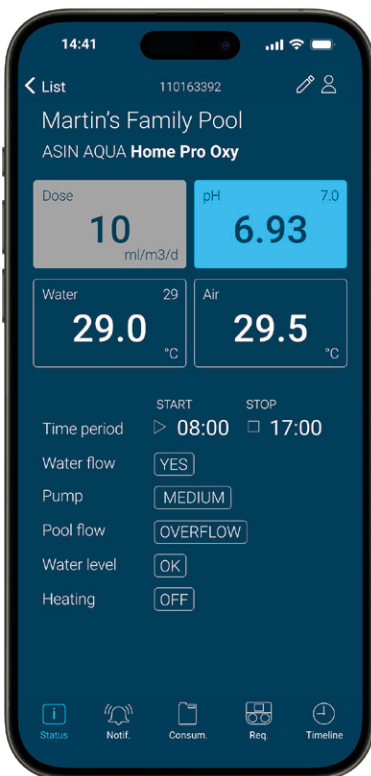 14:41
List 110163392
Martin's Family Pool
ASIN AQUA Home Pro Oxy
Dose pH 7.0
10 6.93
ml/m3/d
Water 29 Air
29.0 29.5
°C °C
START STOP
Time period 08:00 17:00
Water flow YES
Pump MEDIUM
Pool flow OVERFLOW
Water level OK
Heating OFF
Status Notif. Consum. Req. Timeline